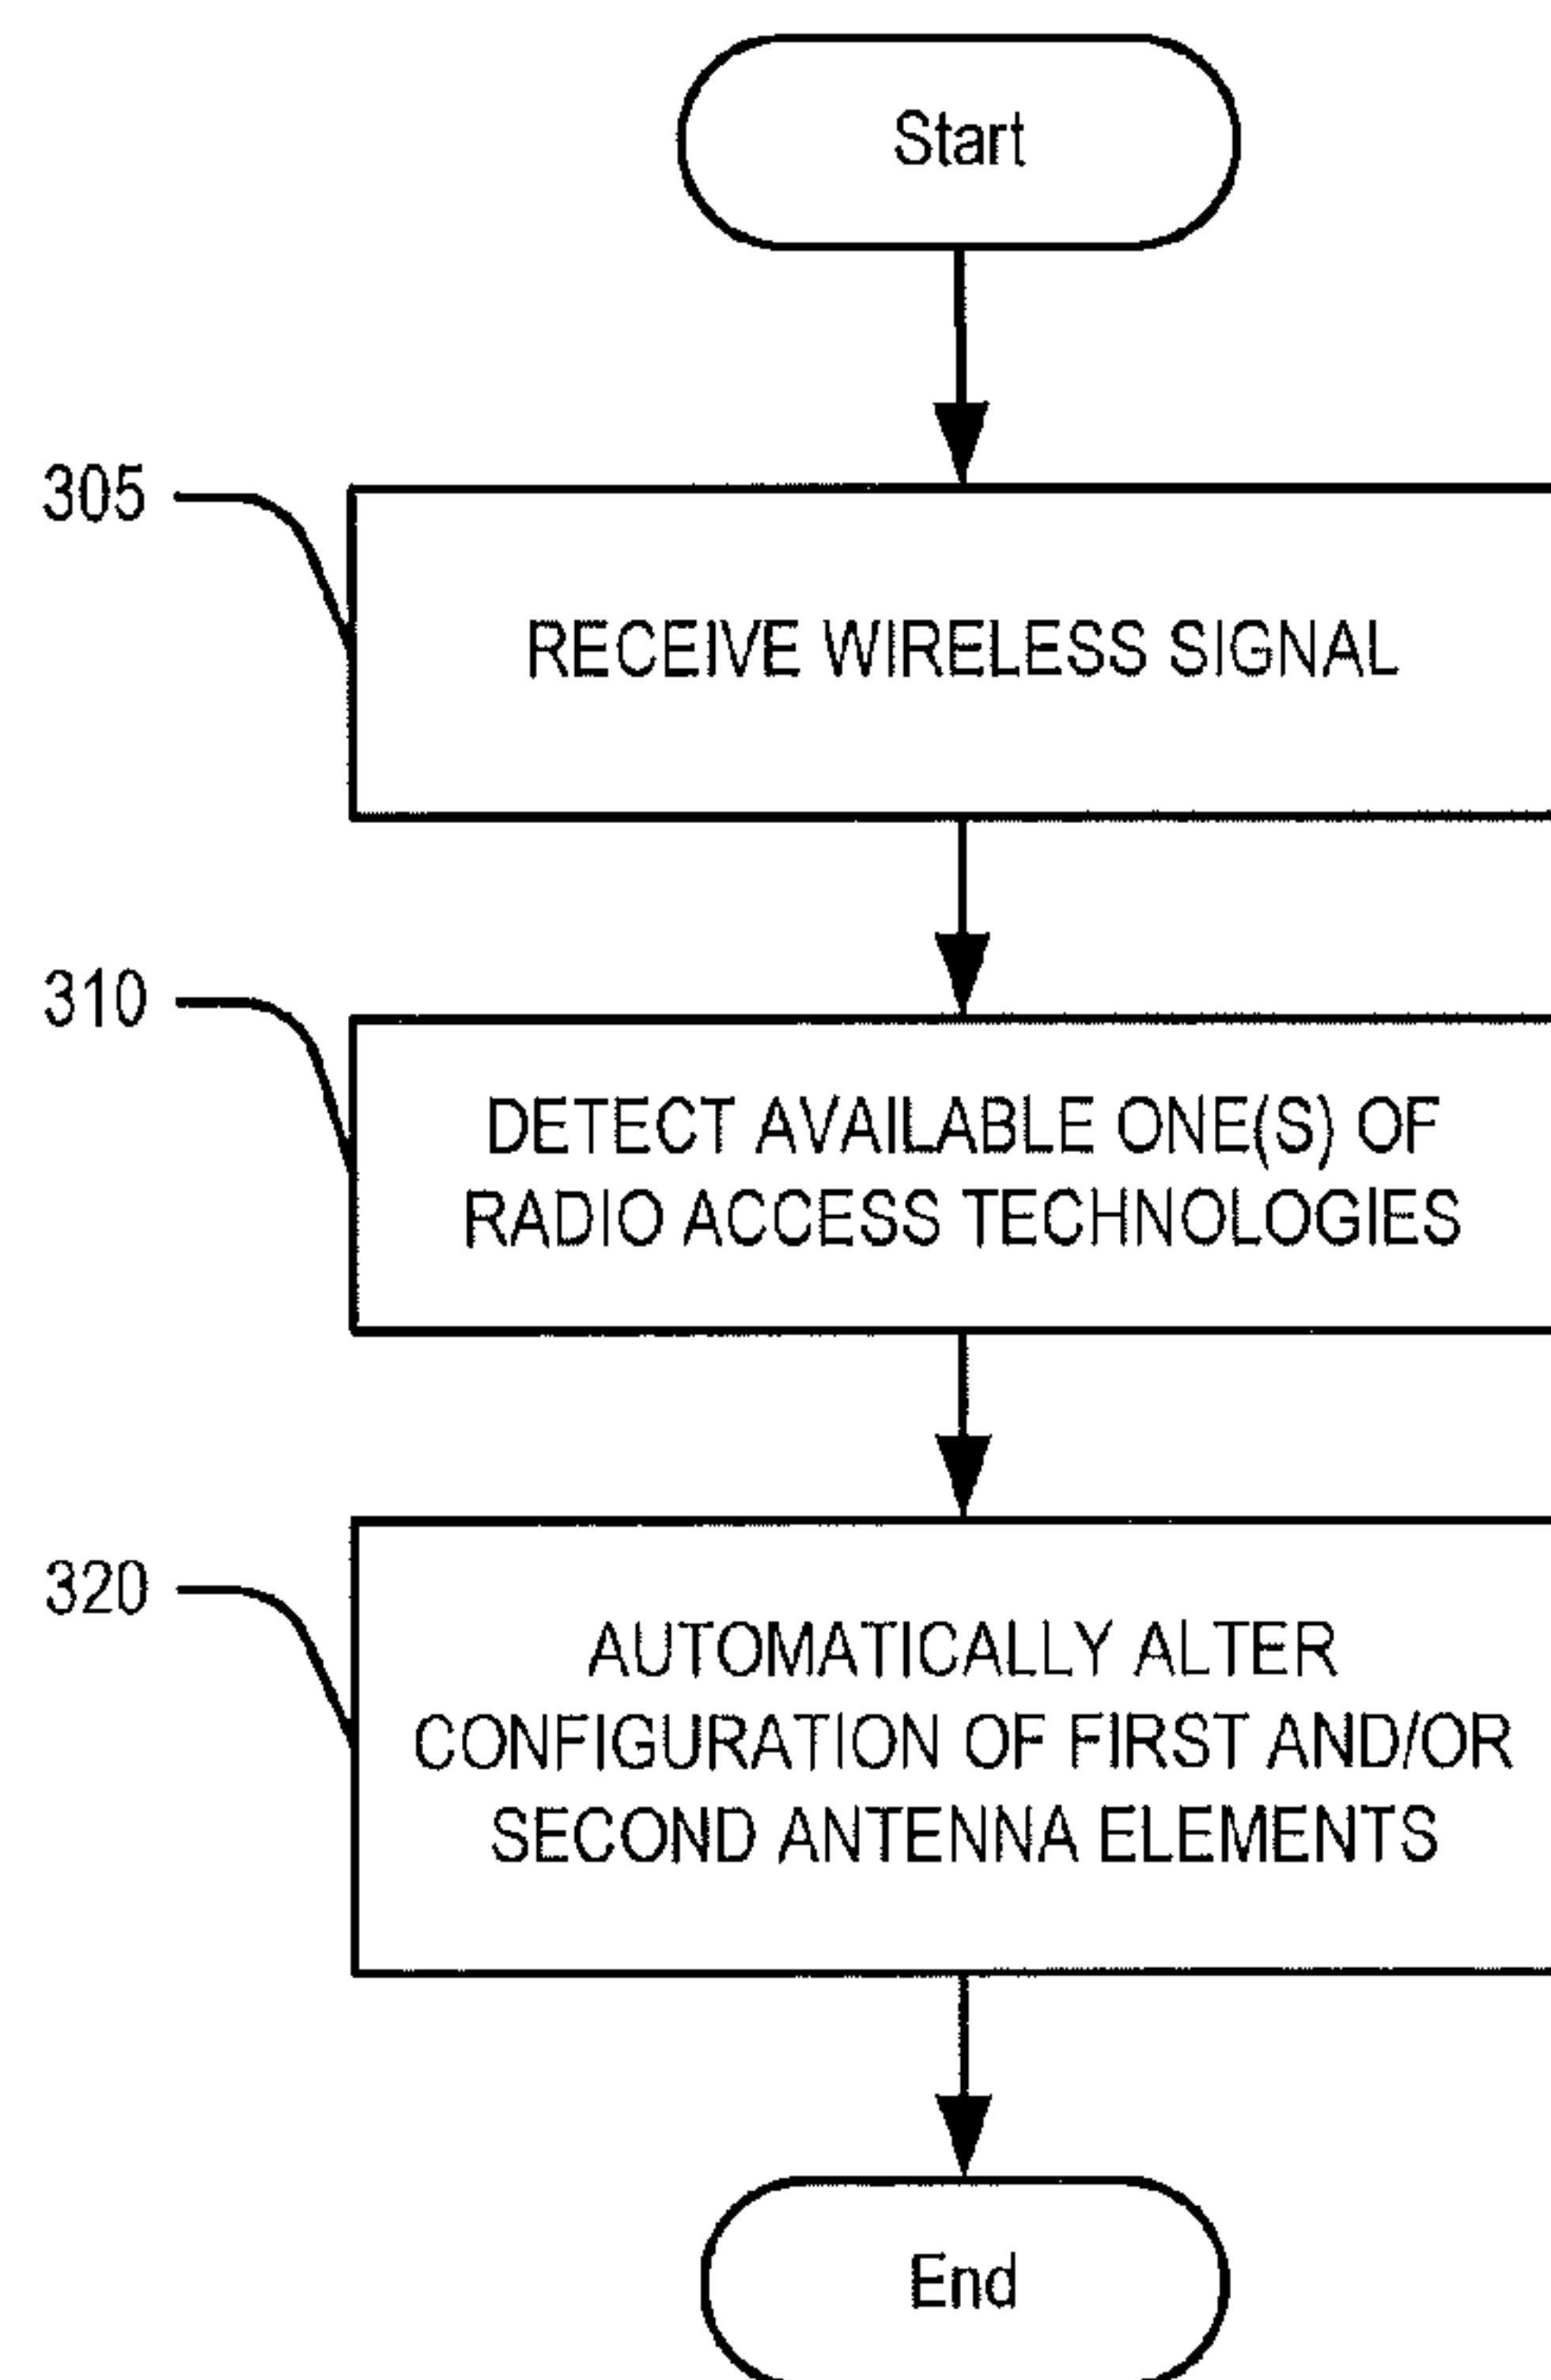 Start
305
RECEIVE WIRELESS SIGNAL
310
DETECT AVAILABLE ONE(S) OF
RADIO ACCESS TECHNOLOGIES
320
AUTOMATICALLY ALTER
CONFIGURATION OF FIRST AND/OR
SECOND ANTENNA ELEMENTS
End